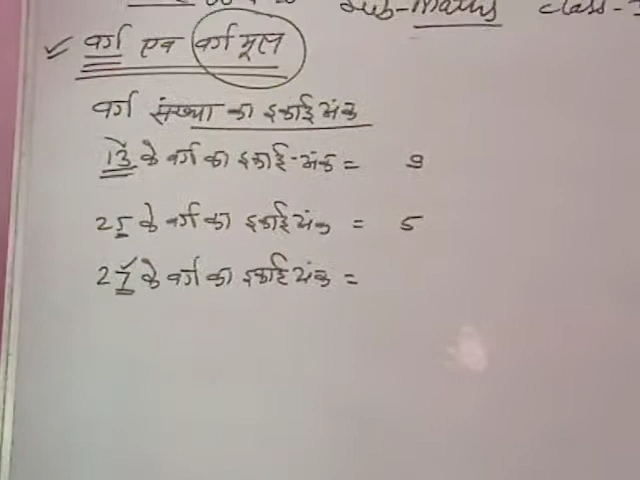 Sub-Maths Class-
वर्ग एवं वर्गमूल
वर्ग संख्या का इकाई अंक
13 के वर्ग का इकाई-अंक = 9
25 के वर्ग का इकाई अंक = 5
27 के वर्ग का इकाई अंक =